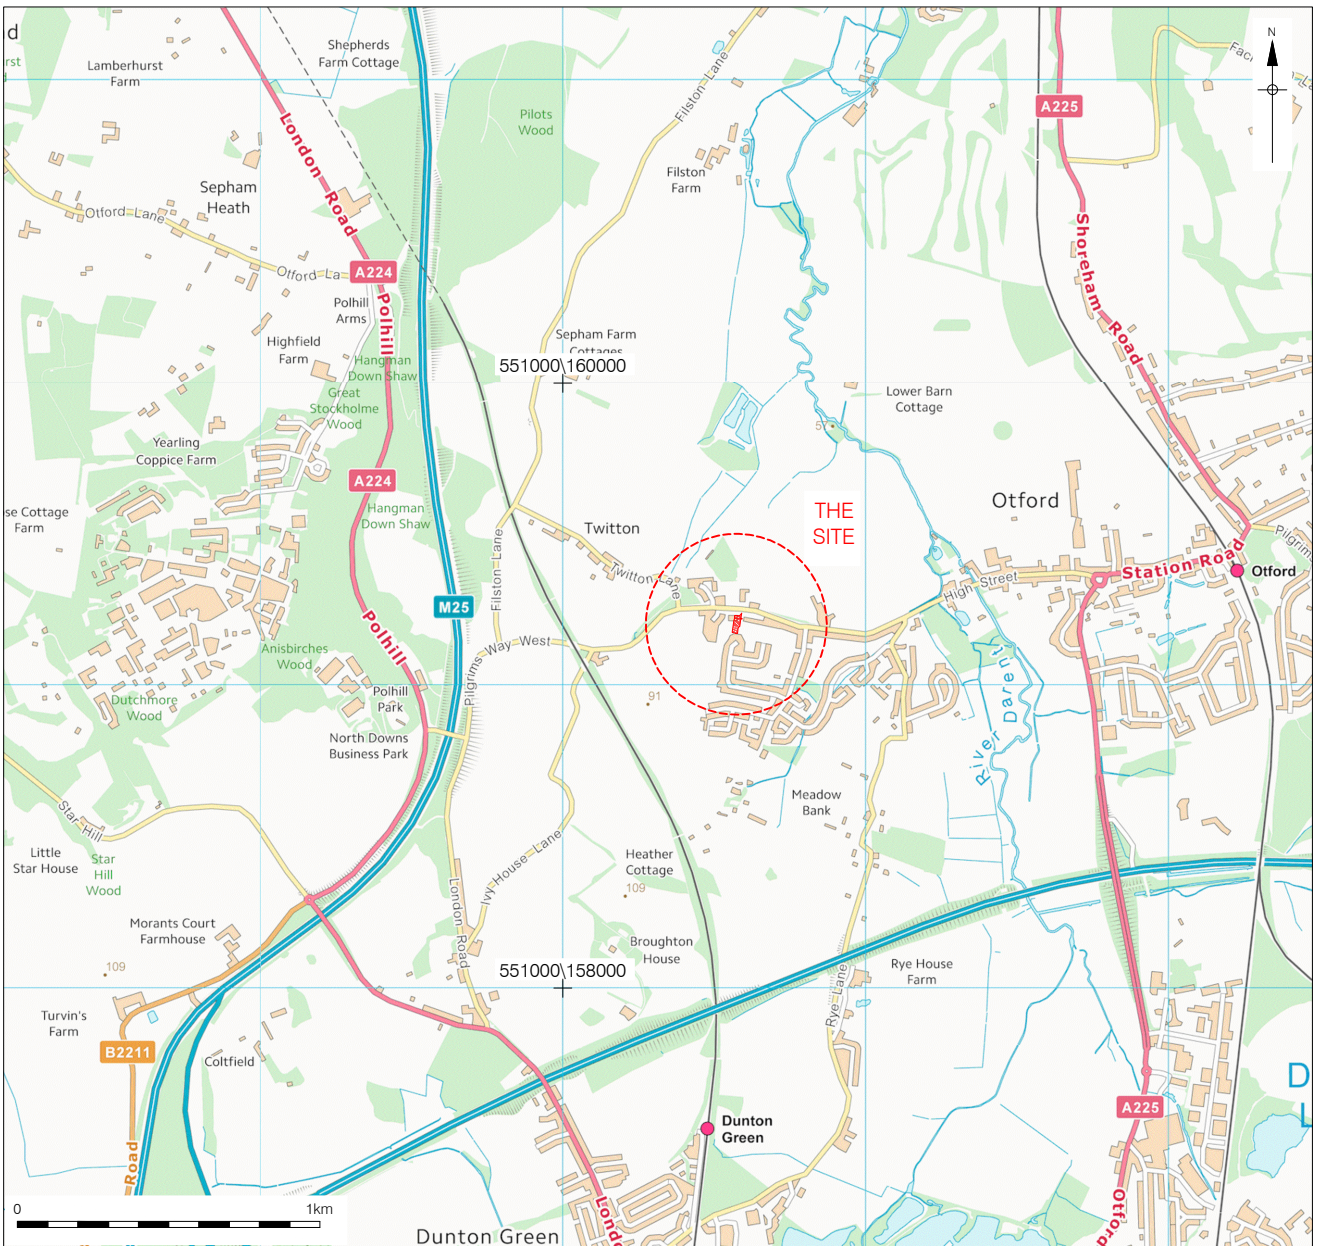 d
Shepherds
Farm Cottage
Lamberhurst
Farm
rst
Pilots
Wood
Filston Lane
N
A225
Filston
Farm
London Road
Sepham
Heath
Otford Lane
Otford La
A224
Polhill
Arms
Polhill
Shoreham Road
Highfield
Farm
Hangman
Down Shaw
Great
Stockholme
Wood
Sepham Farm
Cottages
551000\160000
Lower Barn
Cottage
57
Yearling
Coppice Farm
A224
Hangman
Down Shaw
se Cottage
Farm
THE
SITE
Otford
Twitton
Twitton Lane
Filston Lane
High Street
Station Road
Pilgrim
Otford
M25
Polhill
Pilgrims Way West
Anisbirches
Wood
Dutchmore
Wood
Polhill
Park
91
River Darent
North Downs
Business Park
Meadow
Bank
Star Hill
Little
Star House
Star
Hill
Wood
Ivy House Lane
Heather
Cottage
109
London Road
Morants Court
Farmhouse
109
Broughton
House
551000\158000
Rye House
Farm
Rye Lane
Turvin's
Farm
B2211
Coltfield
D
L
A225
Dunton
Green
Road
Londo
Otford
0
1km
Dunton Green